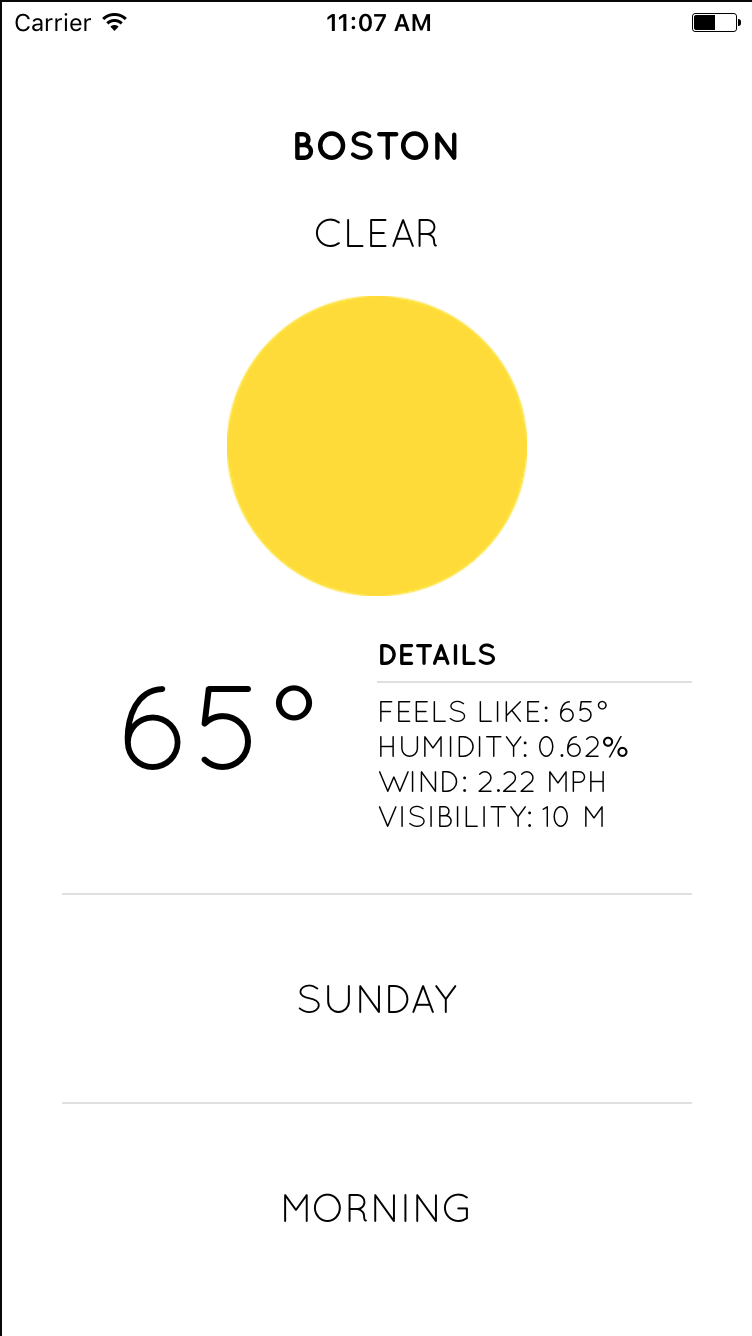 Carrier 11:07 AM
BOSTON
CLEAR
65°
DETAILS
FEELS LIKE: 65°
HUMIDITY: 0.62%
WIND: 2.22 MPH
VISIBILITY: 10 M
SUNDAY
MORNING